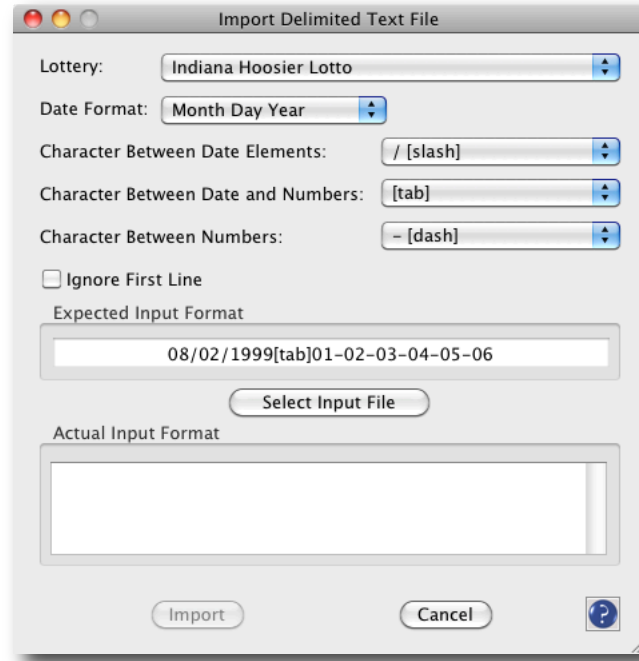 Import Delimited Text File
Lottery: Indiana Hoosier Lotto
Date Format: Month Day Year
Character Between Date Elements: / [slash]
Character Between Date and Numbers: [tab]
Character Between Numbers: - [dash]
Ignore First Line
Expected Input Format
08/02/1999[tab]01-02-03-04-05-06
Select Input File
Actual Input Format
Import Cancel ?